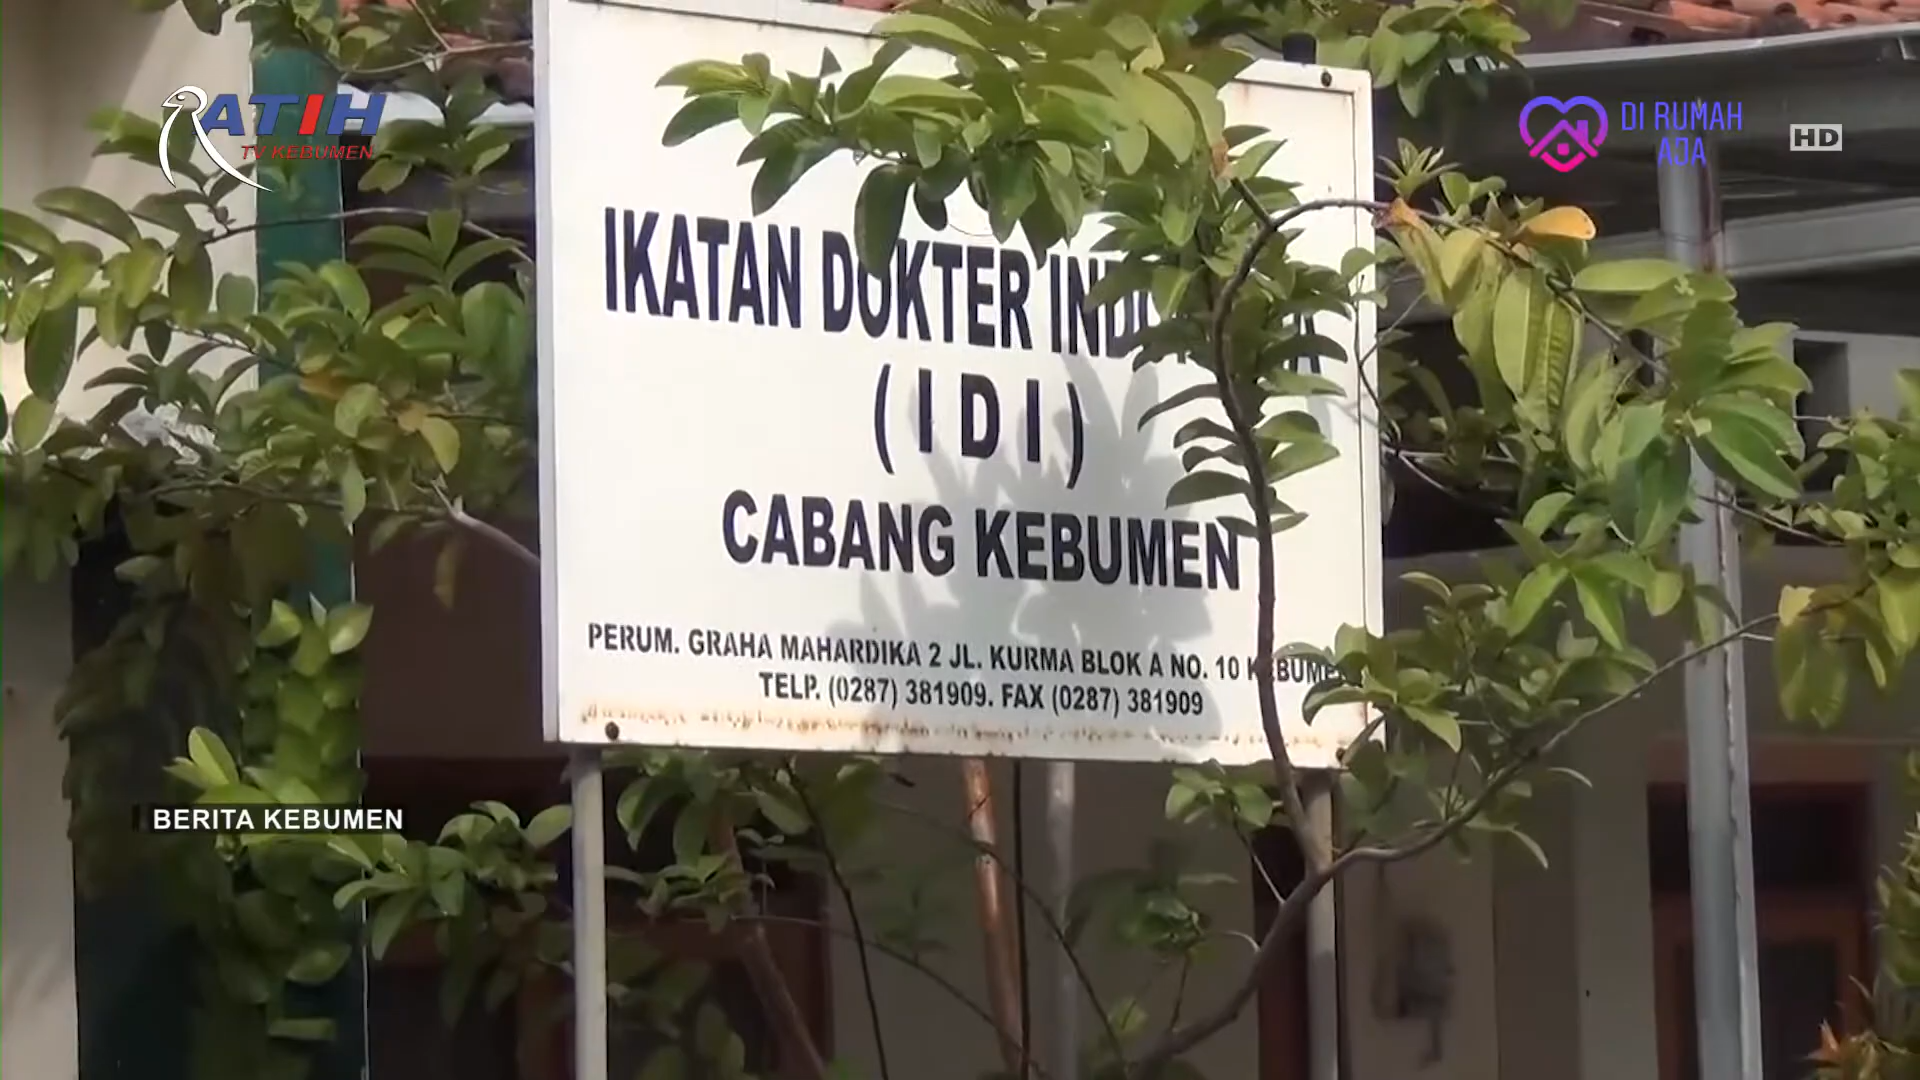 RATIH
TV KEBUMEN
DI RUMAH
AJA
HD
IKATAN DOKTER
(IDI)
CABANG KEBUMEN
PERUM. GRAHA MAHARDIKA 2 JL. KURMA BLOK A NO. 10 KEBUMEN
TELP. (0287) 381909. FAX (0287) 381909
BERITA KEBUMEN